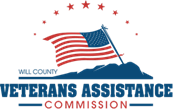 WILL COUNTY
VETERANS ASSISTANCE
COMMISSION